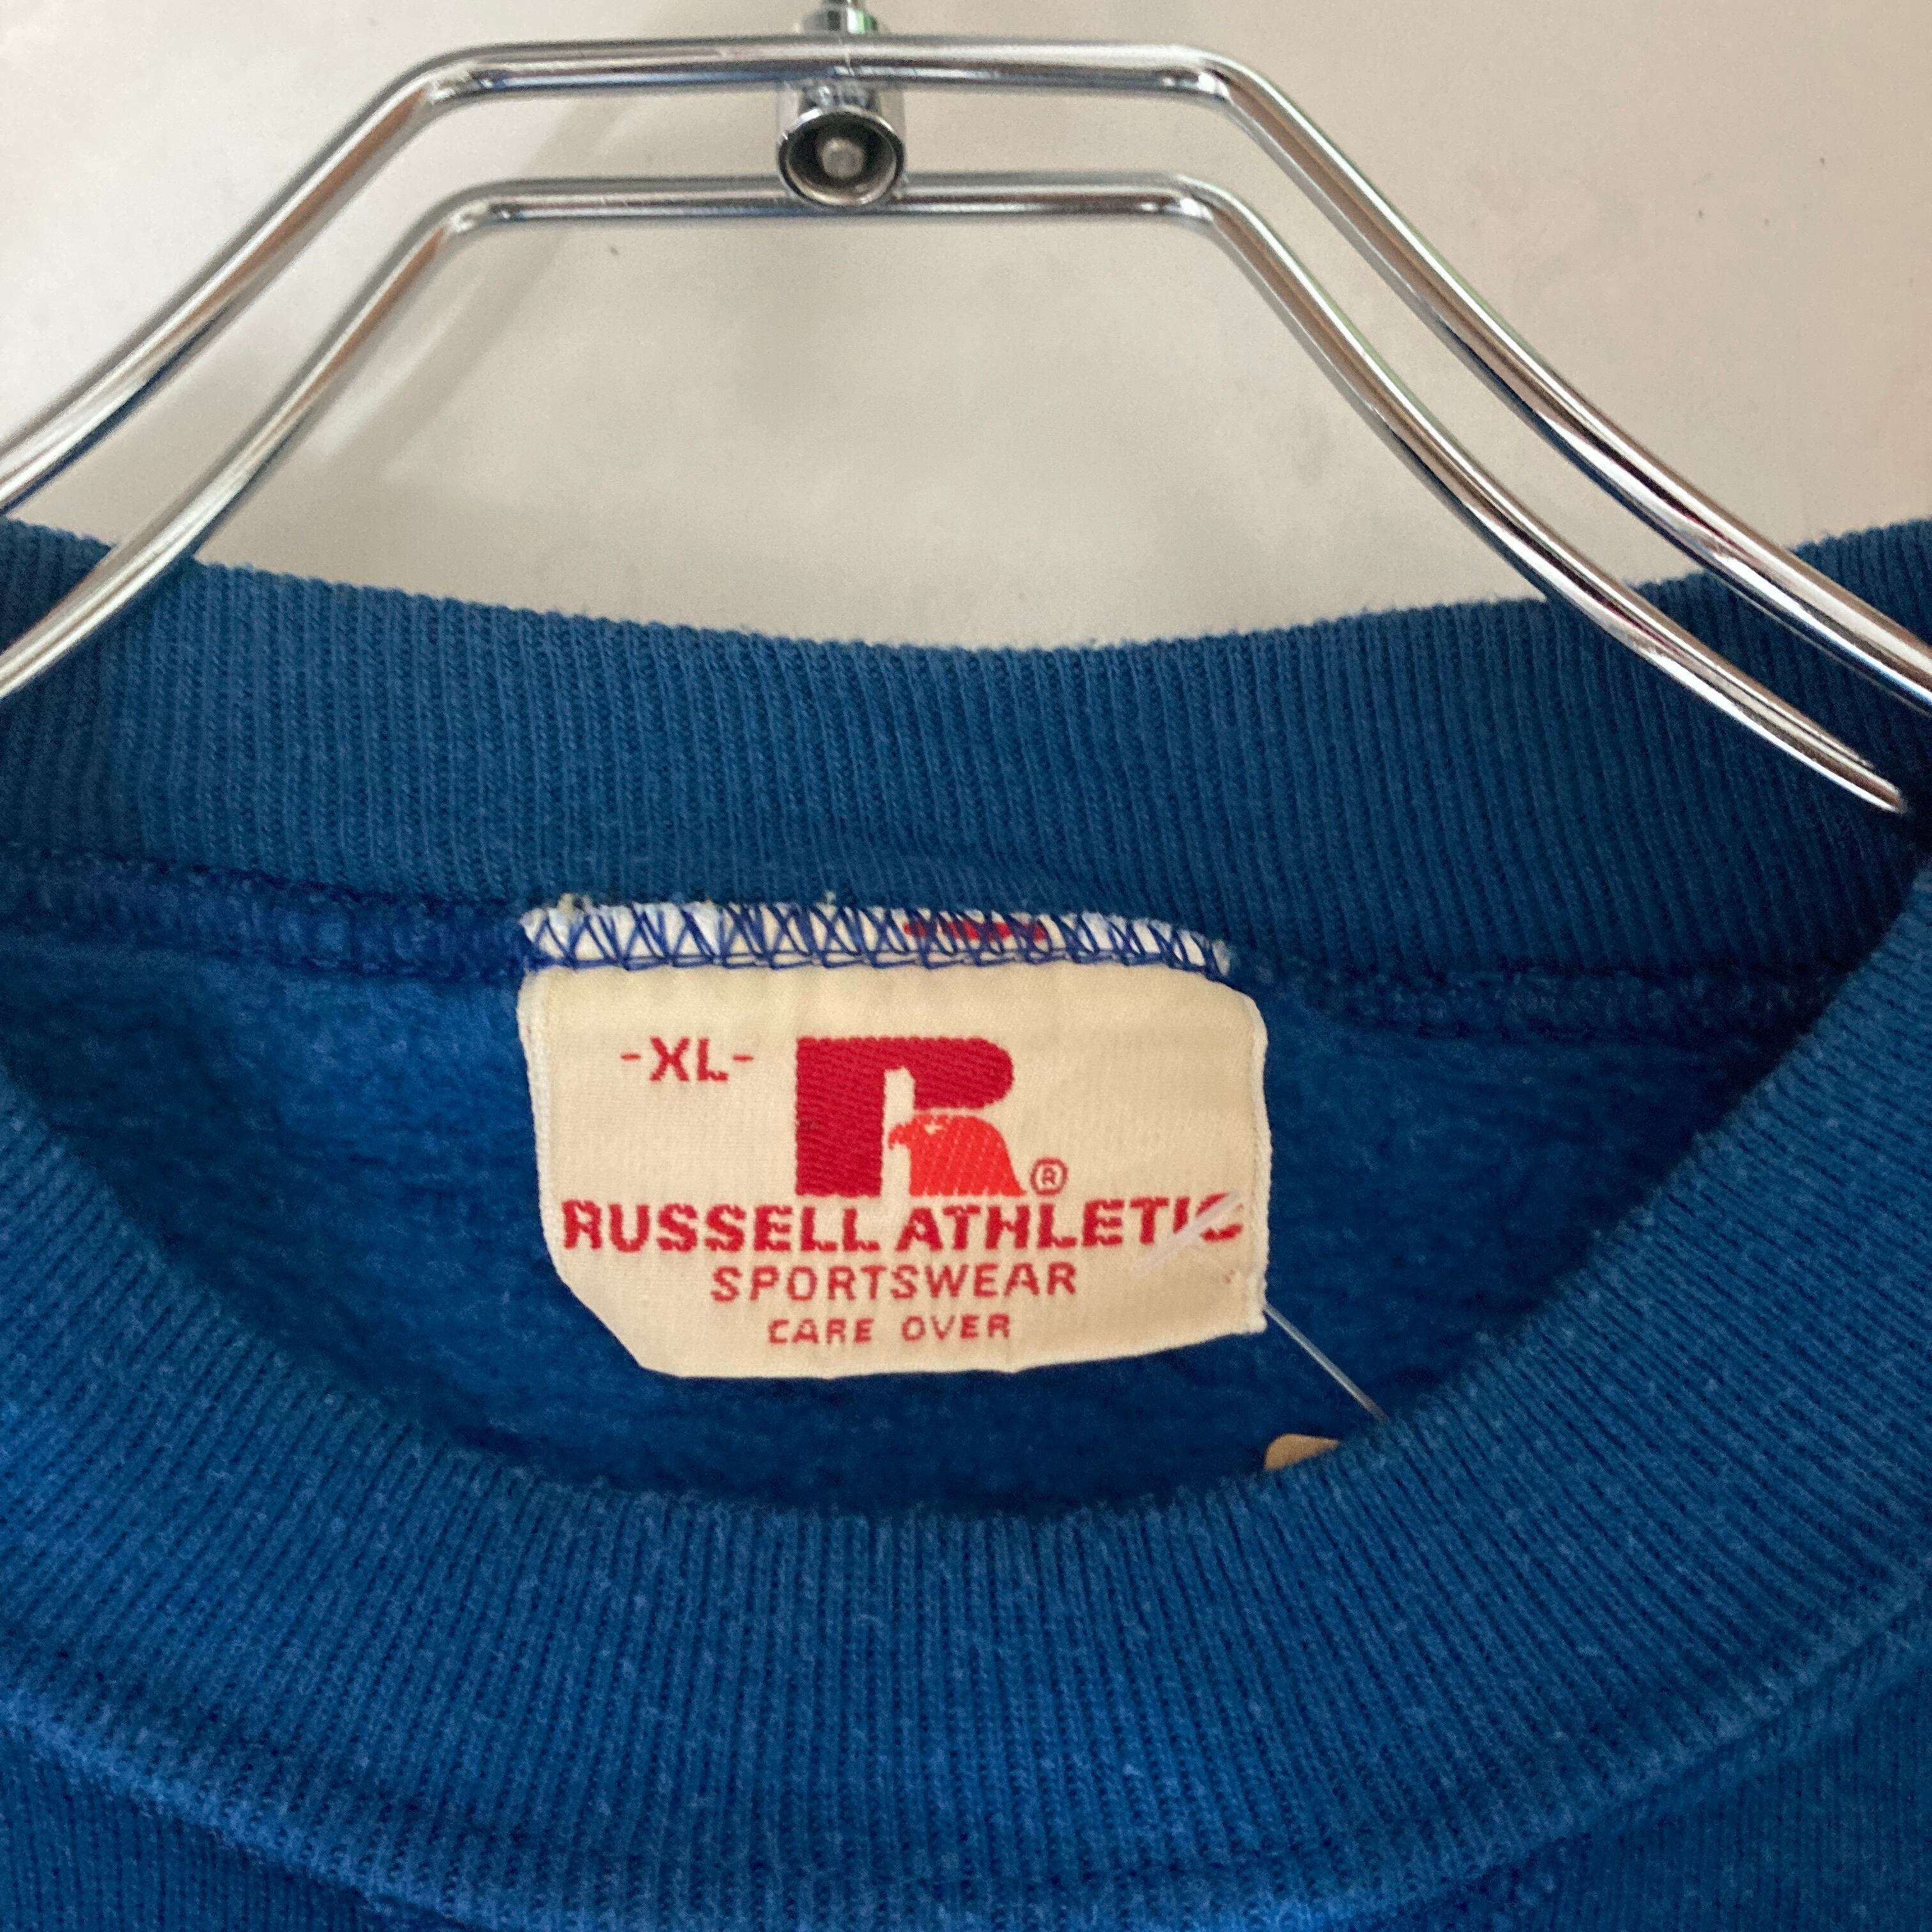 -XL-
R®
RUSSELL ATHLETIC
SPORTSWEAR
CARE OVER